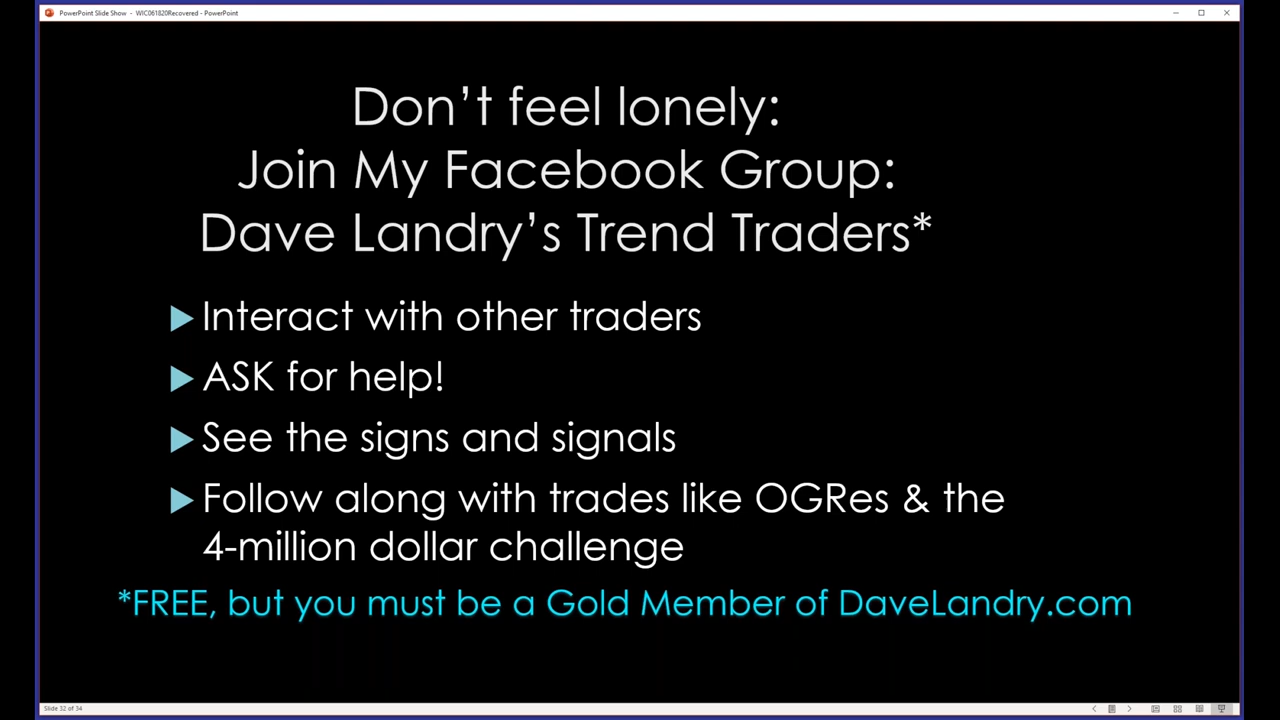 PowerPoint Slide Show - WIC061820Recovered - PowerPoint
Don't feel lonely:
Join My Facebook Group:
Dave Landry's Trend Traders*
Interact with other traders
ASK for help!
See the signs and signals
Follow along with trades like OGRes & the
4-million dollar challenge
*FREE, but you must be a Gold Member of DaveLandry.com
Slide 32 of 34